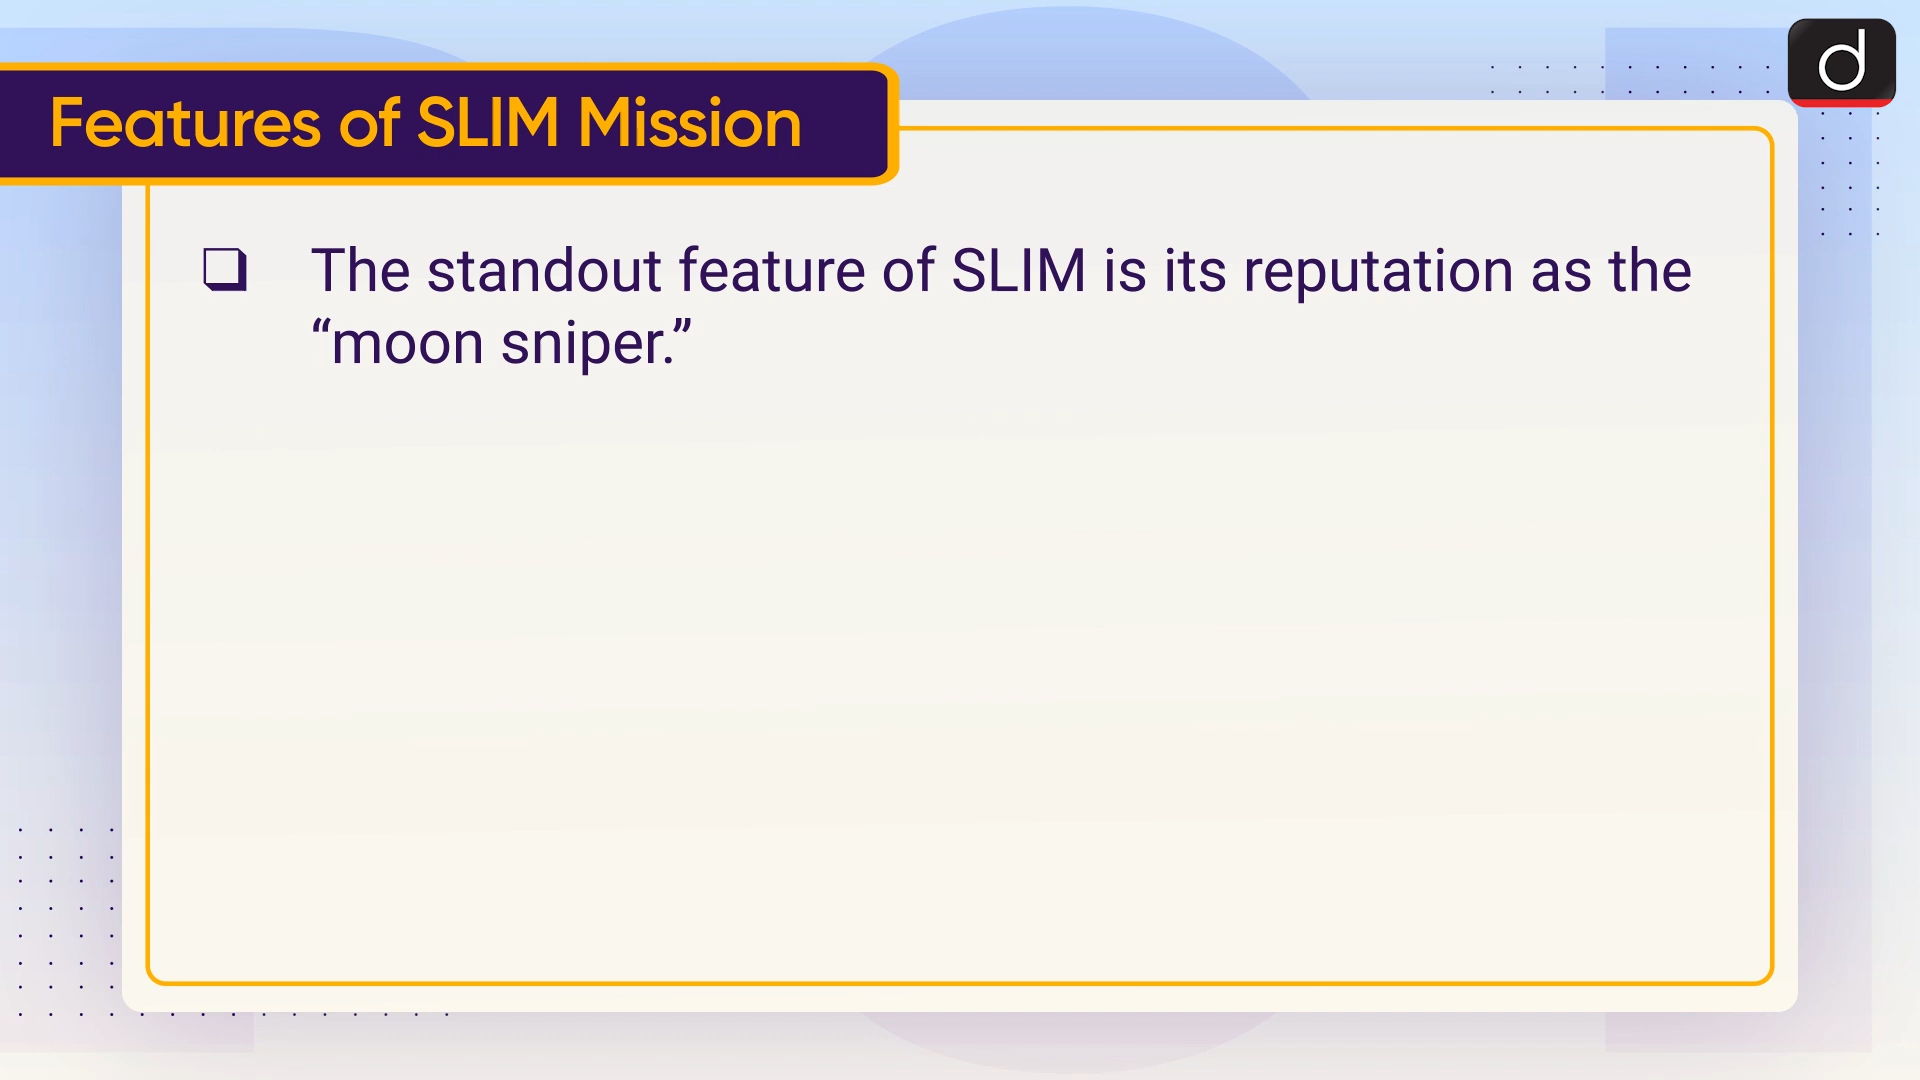 Features of SLIM Mission
d
❑ The standout feature of SLIM is its reputation as the
“moon sniper.”